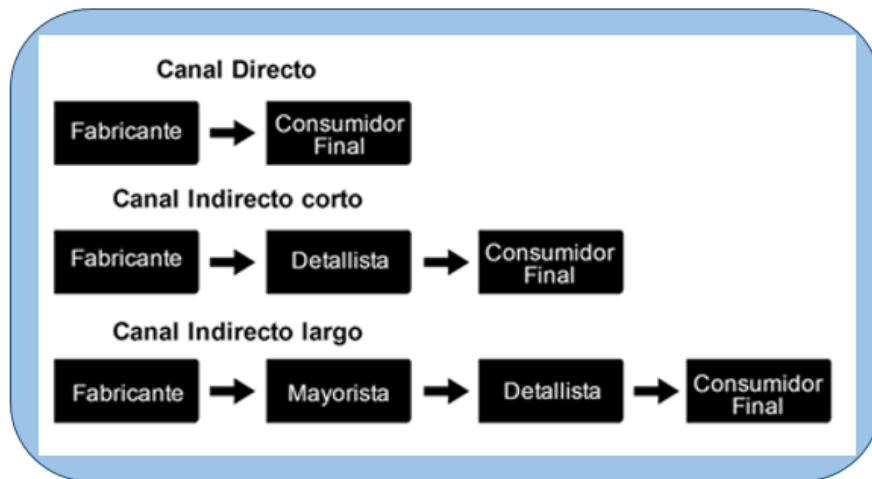 Canal Directo
Fabricante
Consumidor
Final
Canal Indirecto corto
Fabricante
Detallista
Consumidor
Final
Canal Indirecto largo
Fabricante
Mayorista
Detallista
Consumidor
Final